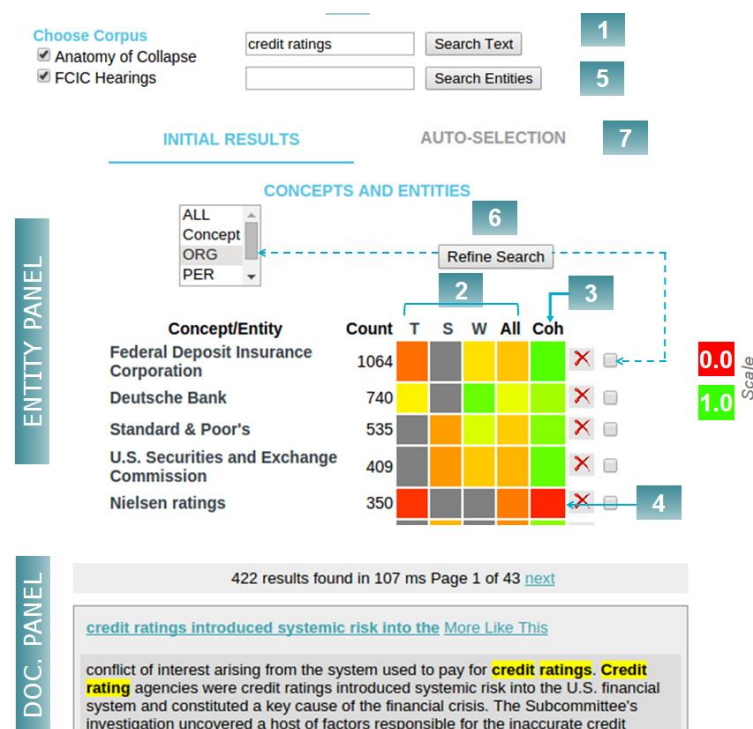 Choose Corpus
Anatomy of Collapse
credit ratings
Search Text
1
FCIC Hearings
Search Entities
5
INITIAL RESULTS
AUTO-SELECTION
7
CONCEPTS AND ENTITIES
ALL
Concept
ORG
PER
6
Refine Search
2
3
ENTITY PANEL
Concept/Entity Count T S W All Coh
Federal Deposit Insurance
Corporation
1064
Deutsche Bank 740
Standard & Poor's 535
U.S. Securities and Exchange
Commission
409
Nielsen ratings 350
4
0.0
1.0
Scale
DOC. PANEL
422 results found in 107 ms Page 1 of 43 next
credit ratings introduced systemic risk into the More Like This
conflict of interest arising from the system used to pay for credit ratings. Credit
rating agencies were credit ratings introduced systemic risk into the U.S. financial
system and constituted a key cause of the financial crisis. The Subcommittee's
investigation uncovered a host of factors responsible for the inaccurate credit